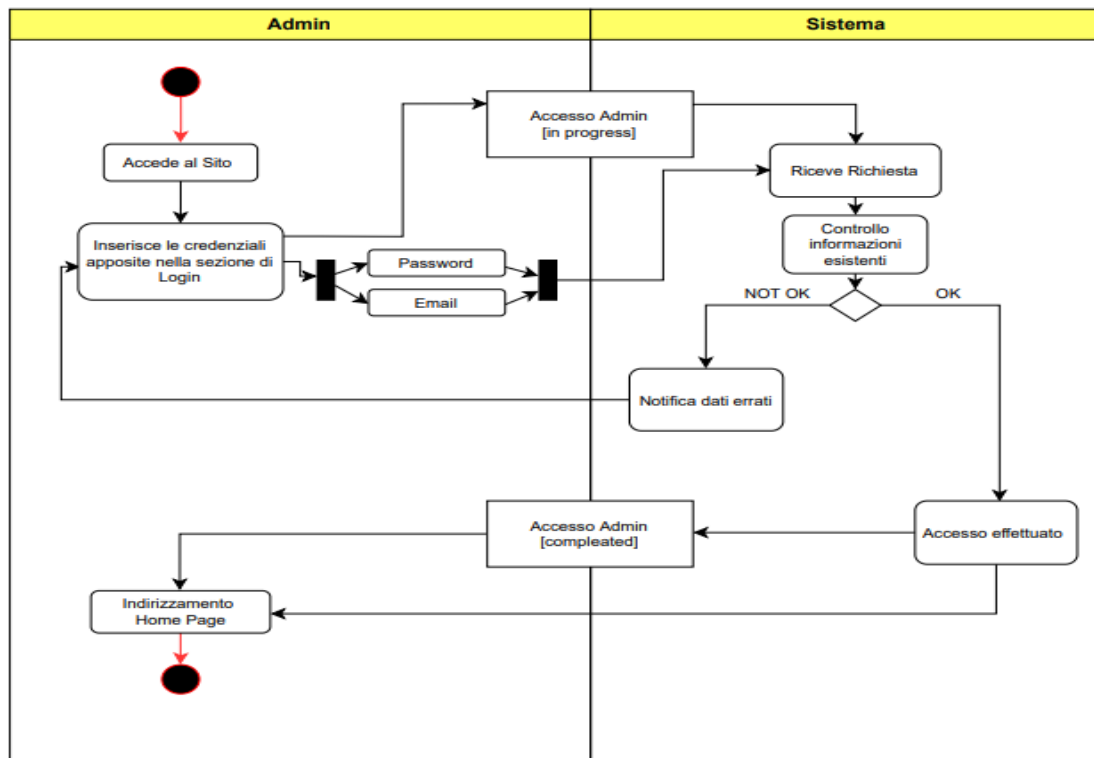 Admin
Sistema
Accesso Admin
[in progress]
Accede al Sito
Riceve Richiesta
Inserisce le credenziali
apposite nella sezione di
Login
Password
Email
Controllo
informazioni
esistenti
NOT OK
OK
Notifica dati errati
Accesso Admin
[compleated]
Accesso effettuato
Indirizzamento
Home Page